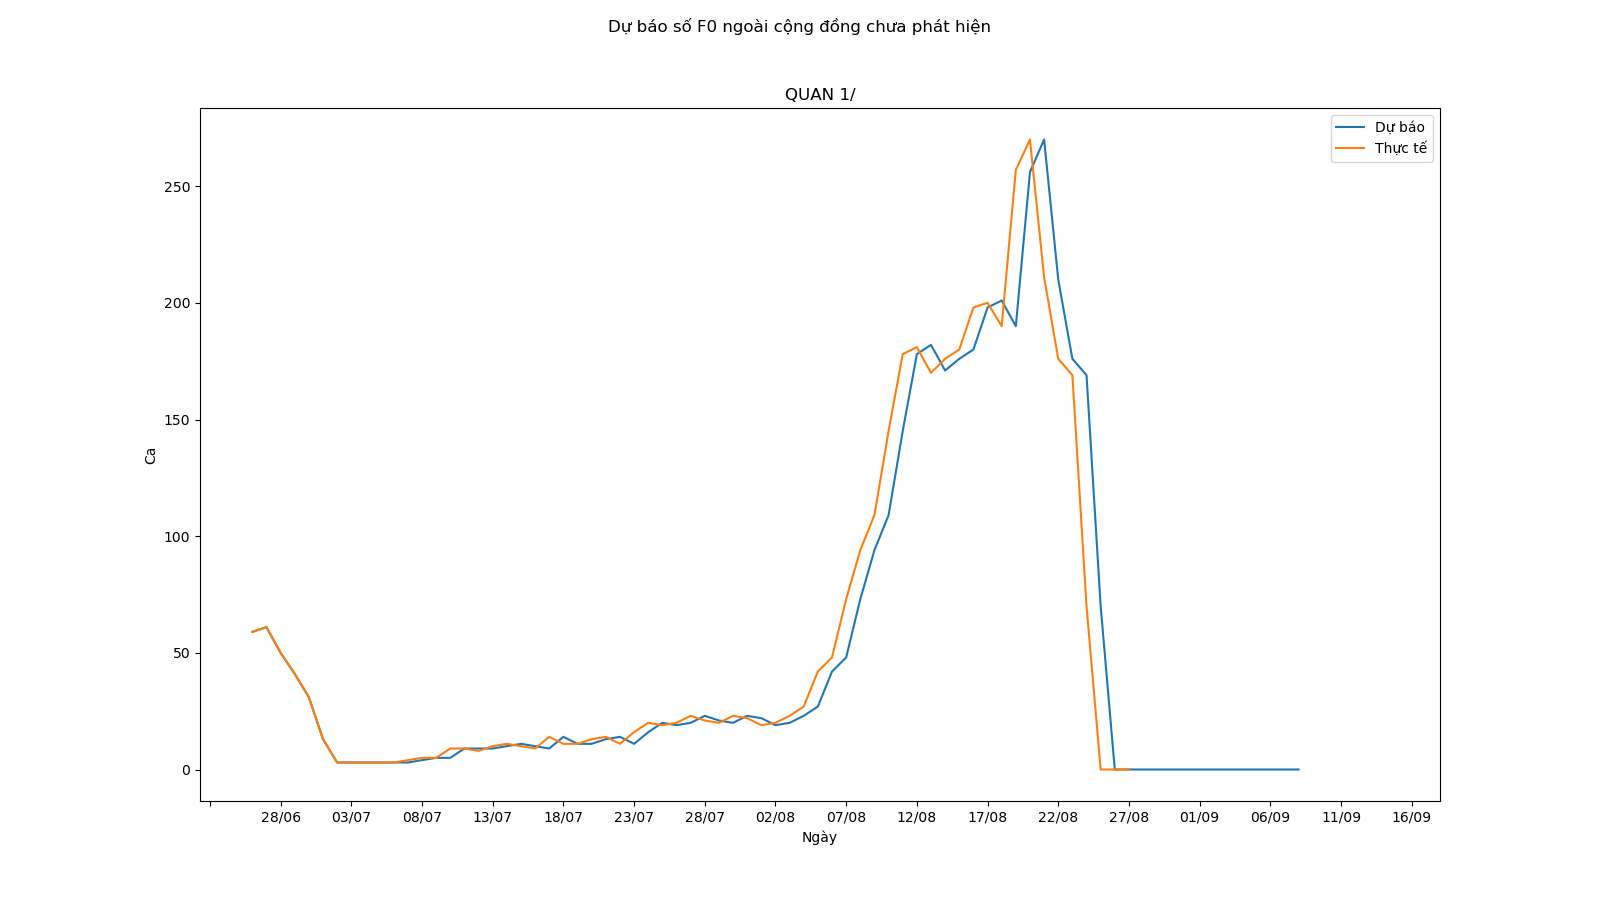 Dự báo số F0 ngoài cộng đồng chưa phát hiện
QUAN 1/
Dự báo
Thực tế
250
200
150
100
50
0
Ca
28/06 03/07 08/07 13/07 18/07 23/07 28/07 02/08 07/08 12/08 17/08 22/08 27/08 01/09 06/09 11/09 16/09
Ngày